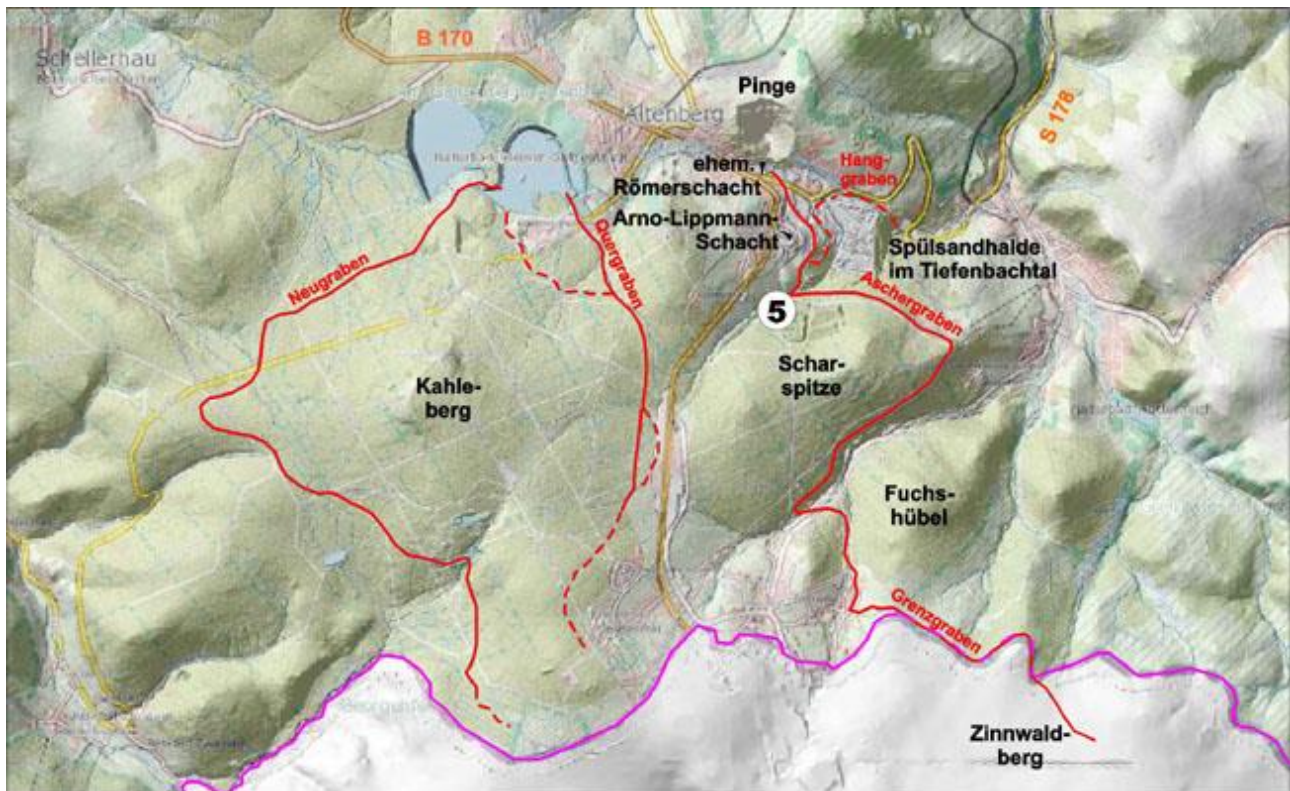 B 170
Schellernau
Pinge
Altenberg
S 178
ehem.
Römerschacht
Hang-
graben
Arno-Lippmann-
Schacht
Spülsandhalde
im Tiefenbachtal
Neugraben
Quergraben
Aschergraben
5
Schar-
spitze
Kahle-
berg
Fuchs-
hübel
Grenzgraben
Zinnwald-
berg